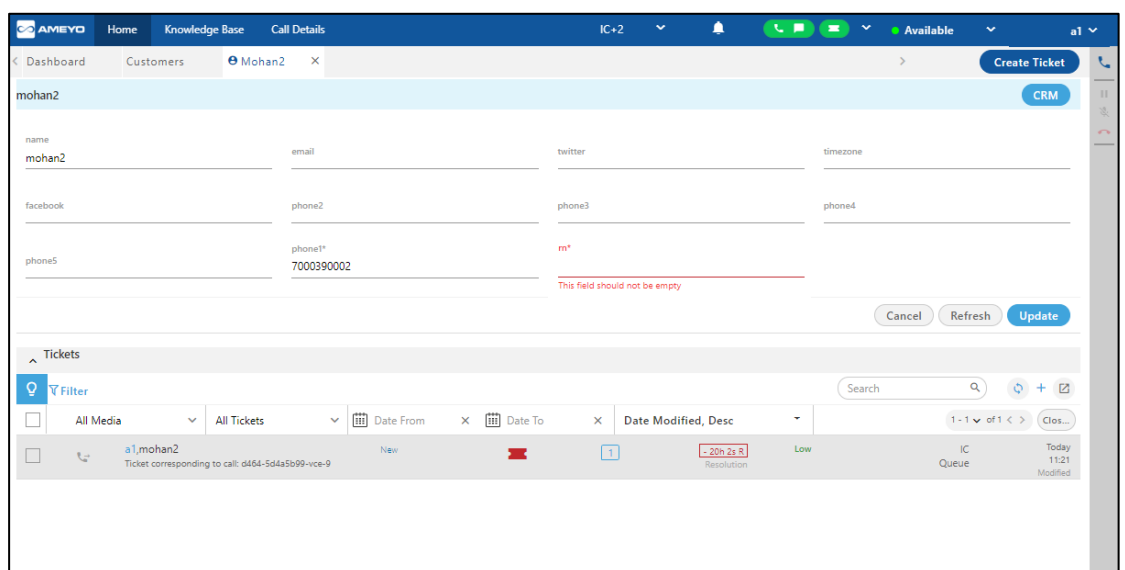 AMEYO Home Knowledge Base Call Details IC+2 Available a1
Dashboard Customers Mohan2 × Create Ticket
mohan2 CRM
name email twitter timezone
mohan2
facebook phone2 phone3 phone4
phone5 phone1* rn*
7000390002
This field should not be empty
Cancel Refresh Update
Tickets
Filter Search
All Media All Tickets Date From × Date To × Date Modified, Desc 1 - 1 of 1 < > Clos...
a1,mohan2 New 1 - 20h 2s R Low IC Today
Ticket corresponding to call: d464-5d4a5b99-vce-9 Resolution Queue 11:21
Modified